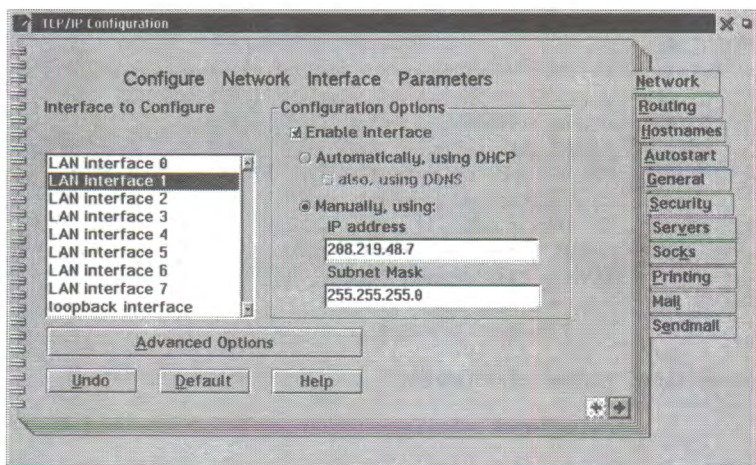 TCP/IP Configuration
Configure Network Interface Parameters
Interface to Configure
LAN interface 0
LAN interface 1
LAN interface 2
LAN interface 3
LAN interface 4
LAN interface 5
LAN interface 6
LAN interface 7
loopback interface
Configuration Options
Enable interface
Automatically, using DHCP
also, using DDNS
Manually, using:
IP address
208.219.48.7
Subnet Mask
255.255.255.0
Advanced Options
Undo
Default
Help
Network
Routing
Hostnames
Autostart
General
Security
Servers
Socks
Printing
Mail
Sendmail